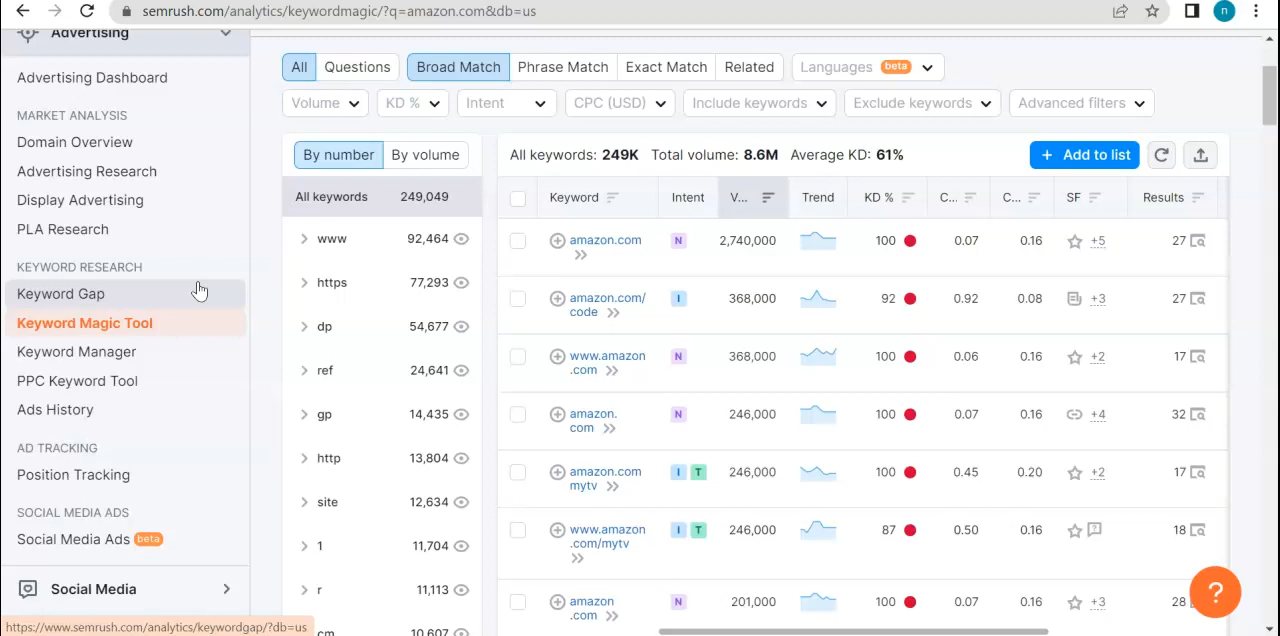 semrush.com/analytics/keywordmagic/?q=amazon.com&db=us
n
Advertising
Advertising Dashboard
MARKET ANALYSIS
Domain Overview
Advertising Research
Display Advertising
PLA Research
KEYWORD RESEARCH
Keyword Gap
Keyword Magic Tool
Keyword Manager
PPC Keyword Tool
Ads History
AD TRACKING
Position Tracking
SOCIAL MEDIA ADS
Social Media Ads beta
Social Media
https://www.semrush.com/analytics/keywordgap/?db=us
All Questions Broad Match Phrase Match Exact Match Related Languages beta
Volume KD % Intent CPC (USD) Include keywords Exclude keywords Advanced filters
By number By volume
All keywords 249,049
www 92,464
https 77,293
dp 54,677
ref 24,641
gp 14,435
http 13,804
site 12,634
1 11,704
r 11,113
cm 10,607
All keywords: 249K Total volume: 8.6M Average KD: 61% + Add to list
Keyword Intent V... Trend KD % C... C... SF Results
amazon.com N 2,740,000 100 0.07 0.16 +5 27
amazon.com/
code I 368,000 92 0.92 0.08 +3 27
www.amazon
.com N 368,000 100 0.06 0.16 +2 17
amazon.
com N 246,000 100 0.07 0.16 +4 32
amazon.com
mytv I T 246,000 100 0.45 0.20 +2 17
www.amazon
.com/mytv I T 246,000 87 0.50 0.16 18
amazon
.com N 201,000 100 0.07 0.16 +3 28
?